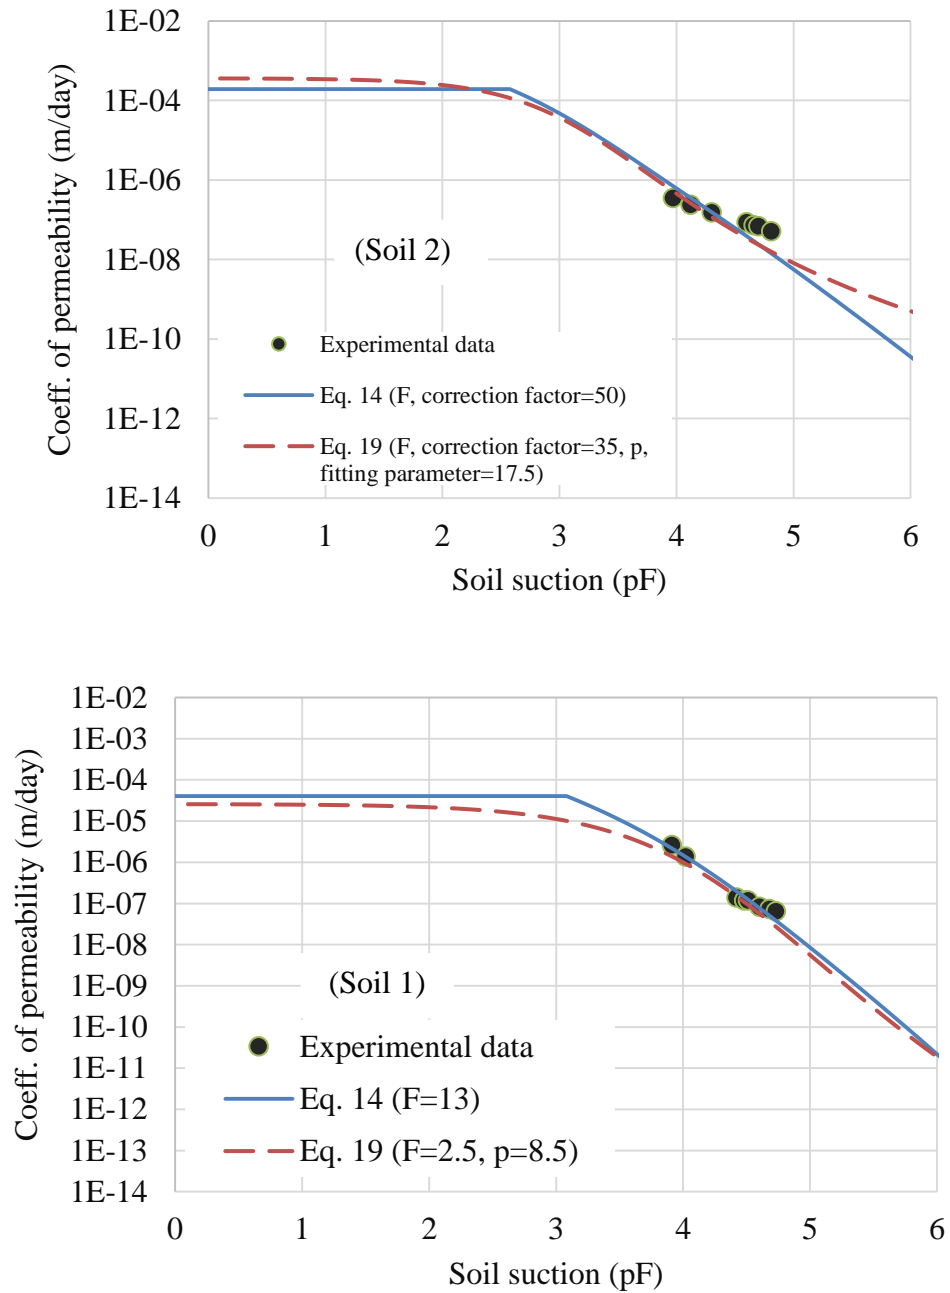 1E-02
1E-04
1E-06
1E-08
1E-10
1E-12
1E-14
Coeff. of permeability (m/day)
(Soil 2)
Experimental data
Eq. 14 (F, correction factor=50)
Eq. 19 (F, correction factor=35, p,
fitting parameter=17.5)
0 1 2 3 4 5 6
Soil suction (pF)
1E-02
1E-03
1E-04
1E-05
1E-06
1E-07
1E-08
1E-09
1E-10
1E-11
1E-12
1E-13
1E-14
Coeff. of permeability (m/day)
(Soil 1)
Experimental data
Eq. 14 (F=13)
Eq. 19 (F=2.5, p=8.5)
0 1 2 3 4 5 6
Soil suction (pF)